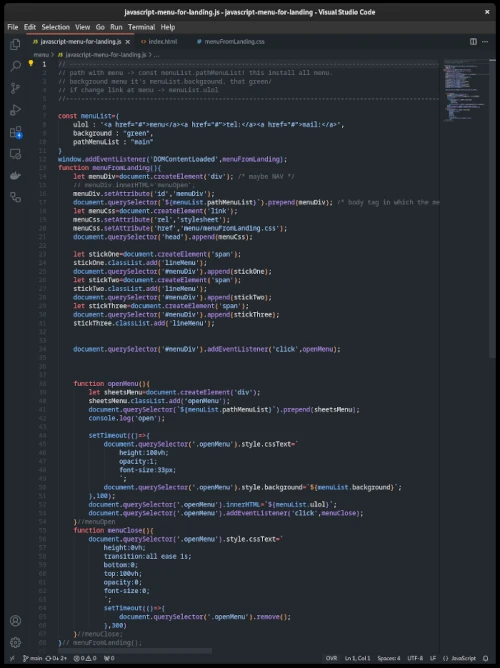 javascript-menu-for-landing.js - javascript-menu-for-landing - Visual Studio Code
File Edit Selection View Go Run Terminal Help
javascript-menu-for-landing.js × index.html menuFromLanding.css
menu > javascript-menu-for-landing.js > ...
1 // ----------------------------------------
2 // path with menu -> const menuList.pathMenuList! this install all menu.
3 // background menu it's menuList.background. that green/
4 // if change link at menu -> menuList.ulol
5 //----------------------------------------
6
7 const menuList={
8 ulol : "<a href="#">menu</a><a href="#">tel:</a><a href="#">mail:</a>",
9 background : "green",
10 pathMenuList : "main"
11 }
12 window.addEventListener('DOMContentLoaded',menuFromLanding);
13 function menuFromLanding(){
14 let menuDiv=document.createElement('div'); /* maybe NAV */
15 // menuDiv.innerHTML='menuOpen';
16 menuDiv.setAttribute('id','menuDiv');
17 document.querySelector(`${menuList.pathMenuList}`).prepend(menuDiv); /* body tag in which the me
18 let menuCss=document.createElement('link');
19 menuCss.setAttribute('rel','stylesheet');
20 menuCss.setAttribute('href','menu/menuFromLanding.css');
21 document.querySelector('head').append(menuCss);
22
23 let stickOne=document.createElement('span');
24 stickOne.classList.add('lineMenu');
25 document.querySelector('#menuDiv').append(stickOne);
26 let stickTwo=document.createElement('span');
27 stickTwo.classList.add('lineMenu');
28 document.querySelector('#menuDiv').append(stickTwo);
29 let stickThree=document.createElement('span');
30 document.querySelector('#menuDiv').append(stickThree);
31 stickThree.classList.add('lineMenu');
32
33
34 document.querySelector('#menuDiv').addEventListener('click',openMenu);
35
36
37
38 function openMenu(){
39 let sheetsMenu=document.createElement('div');
40 sheetsMenu.classList.add('openMenu');
41 document.querySelector(`${menuList.pathMenuList}`).prepend(sheetsMenu);
42 console.log('open');
43
44 setTimeout(()=>{
45 document.querySelector('.openMenu').style.cssText=`
46 height:100vh;
47 opacity:1;
48 font-size:33px;
49 `;
50 document.querySelector('.openMenu').style.background=`${menuList.background}`;
51 },100);
52 document.querySelector('.openMenu').innerHTML=`${menuList.ulol}`;
53 document.querySelector('.openMenu').addEventListener('click',menuClose);
54 }//menuOpen
55 function menuClose(){
56 document.querySelector('.openMenu').style.cssText=`
57 height:0vh;
58 transition:all ease 1s;
59 bottom:0;
60 top:100vh;
61 opacity:0;
62 font-size:0;
63 `;
64 setTimeout(()=>{
65 document.querySelector('.openMenu').remove();
66 },300)
67 }//menuClose;
68 }// menuFromLanding();
main 0↓ 2↑ 0 0 0 OVR Ln 1, Col 1 Spaces: 4 UTF-8 LF {} JavaScript